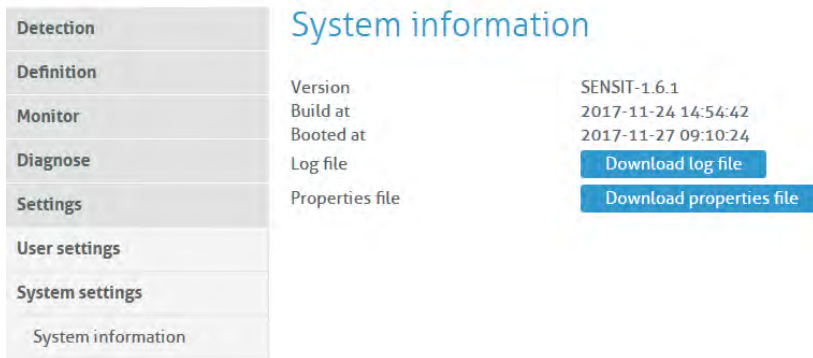 Detection
Definition
Monitor
Diagnose
Settings
User settings
System settings
System information
System information
Version SENSIT-1.6.1
Build at 2017-11-24 14:54:42
Booted at 2017-11-27 09:10:24
Log file Download log file
Properties file Download properties file